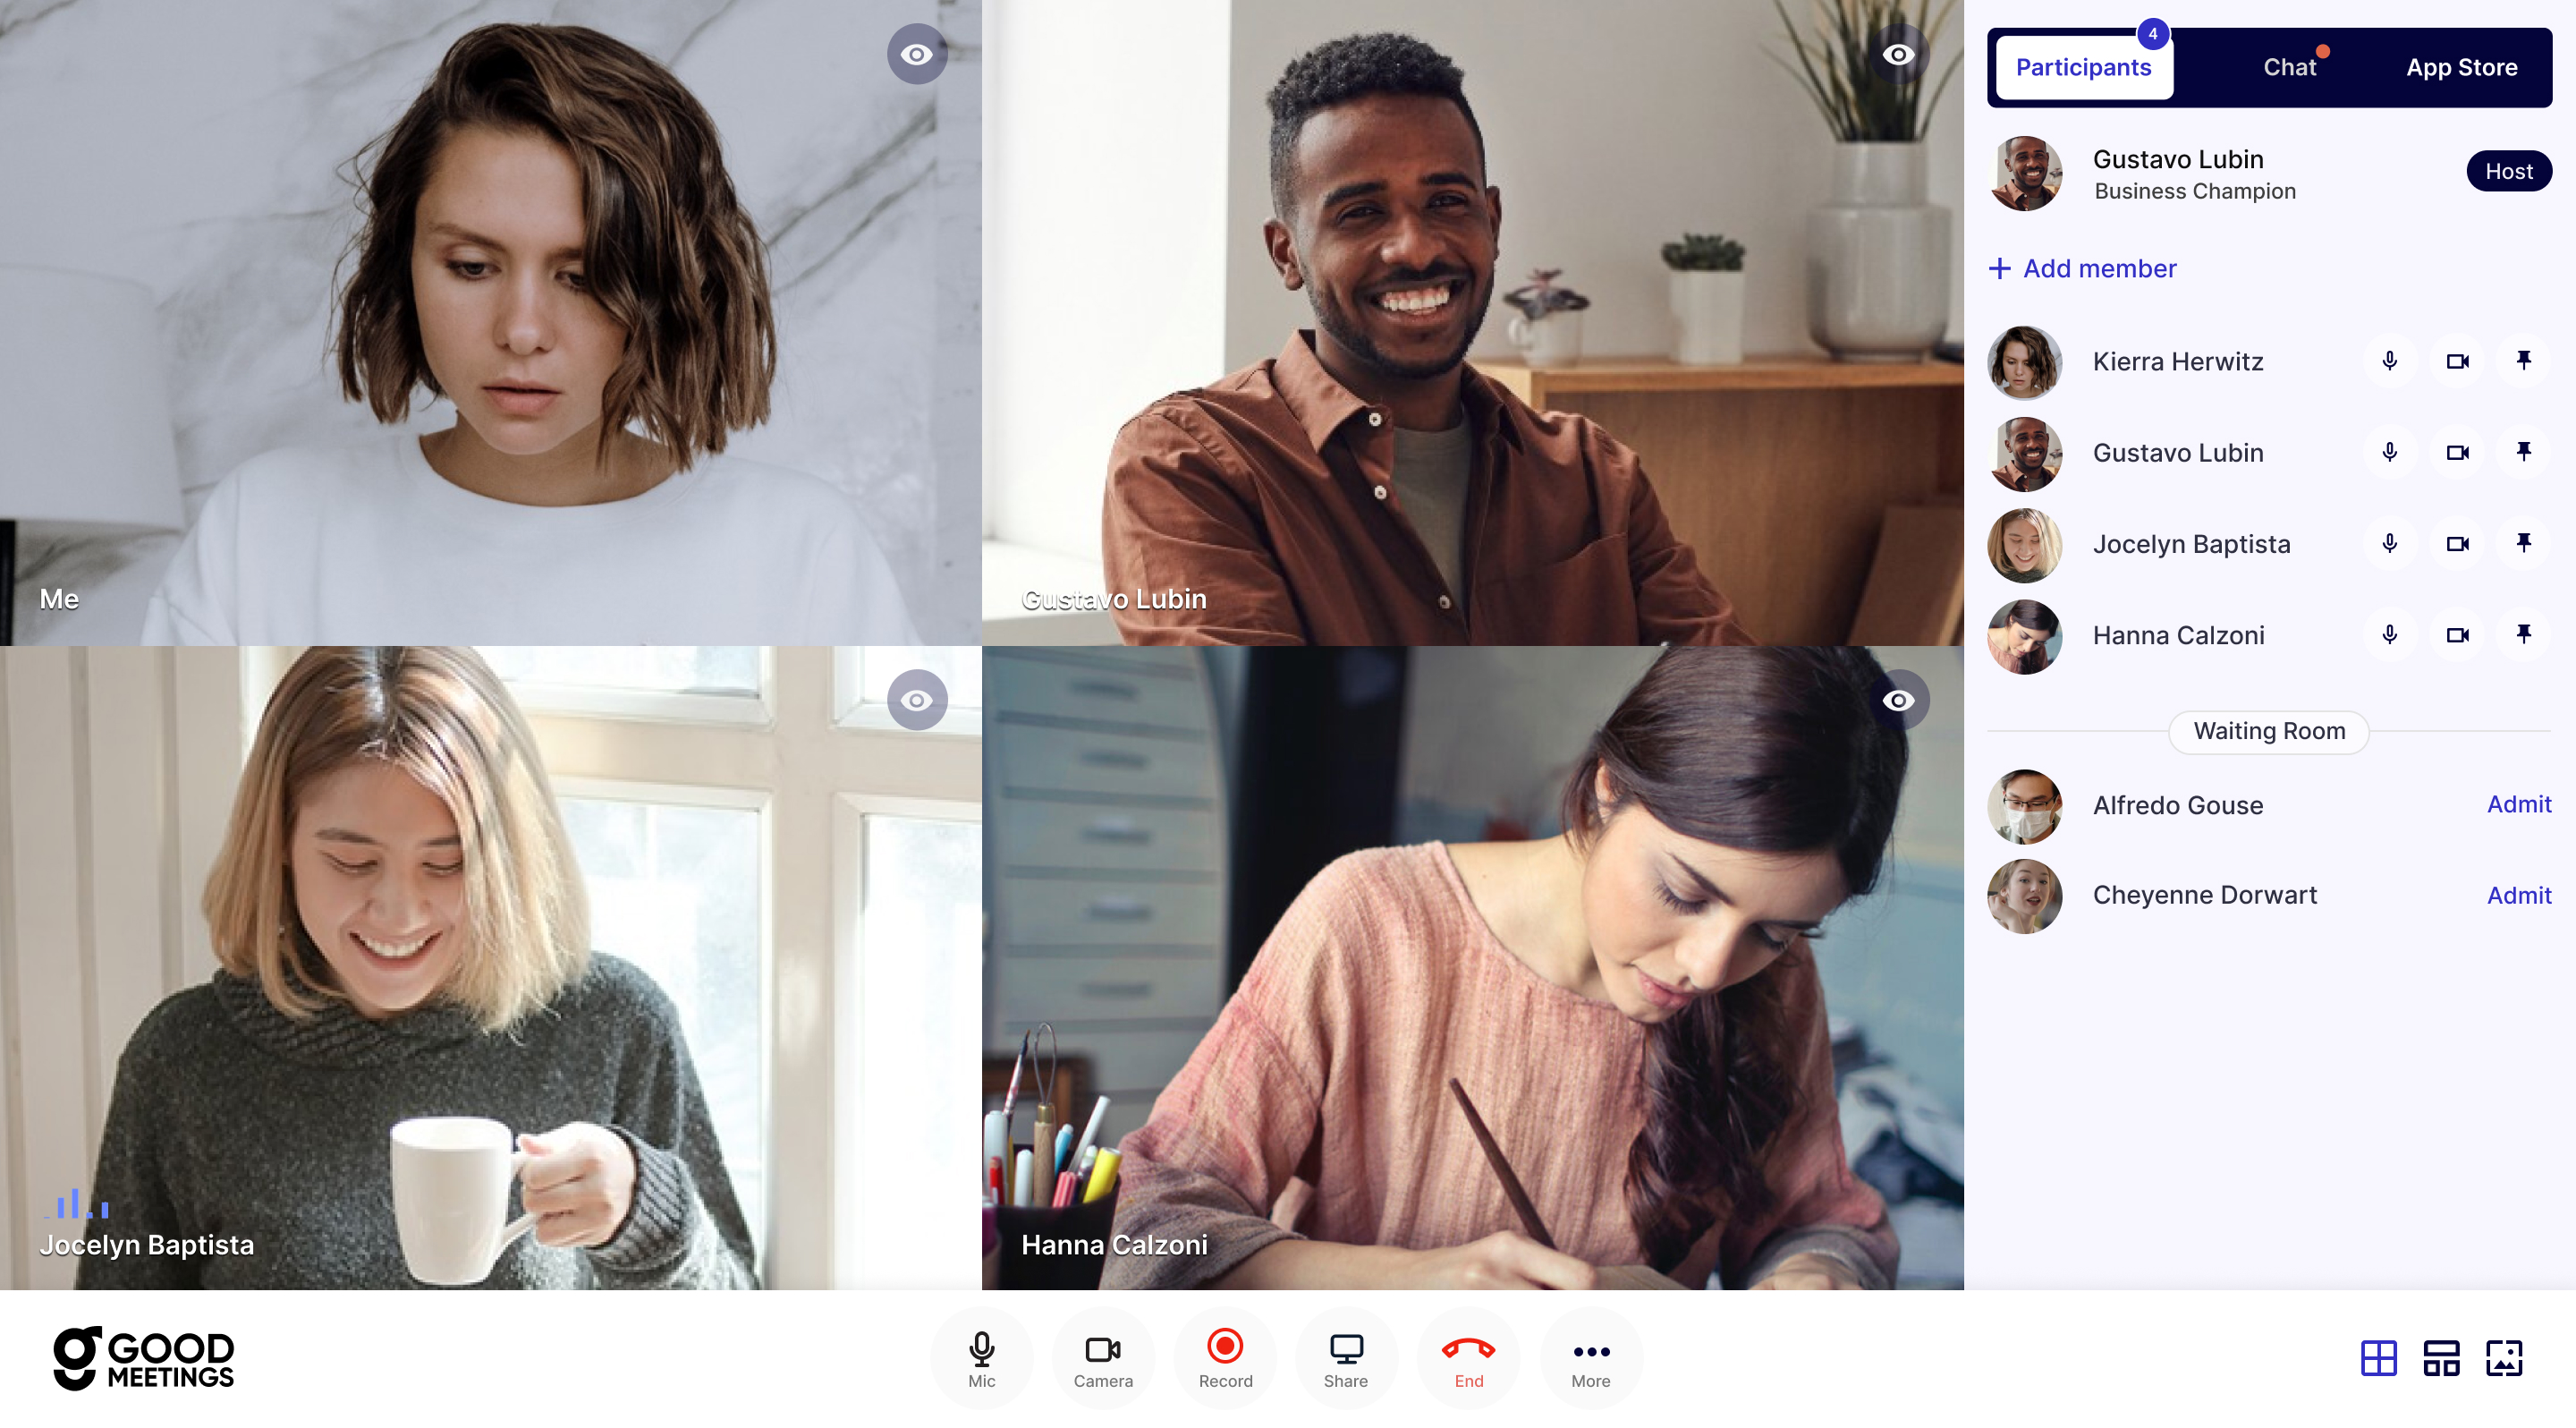 Me
Gustavo Lubin
Jocelyn Baptista
Hanna Calzoni
4
Participants
Chat
App Store
Gustavo Lubin
Business Champion
Host
+ Add member
Kierra Herwitz
Gustavo Lubin
Jocelyn Baptista
Hanna Calzoni
Waiting Room
Alfredo Gouse
Admit
Cheyenne Dorwart
Admit
GOOD
MEETINGS
Mic
Camera
Record
Share
End
More